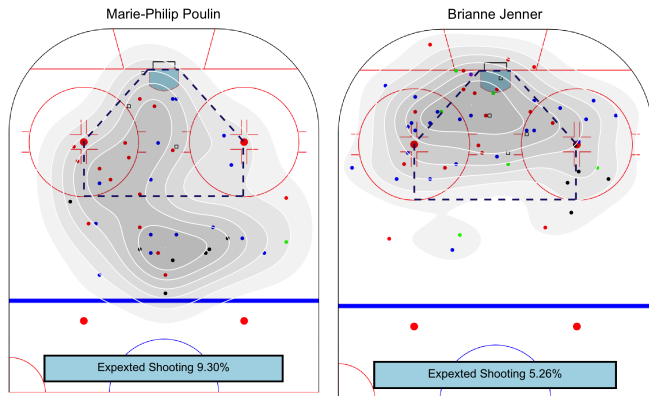 Marie-Philip Poulin
Brianne Jenner
Expexted Shooting 9.30%
Expexted Shooting 5.26%